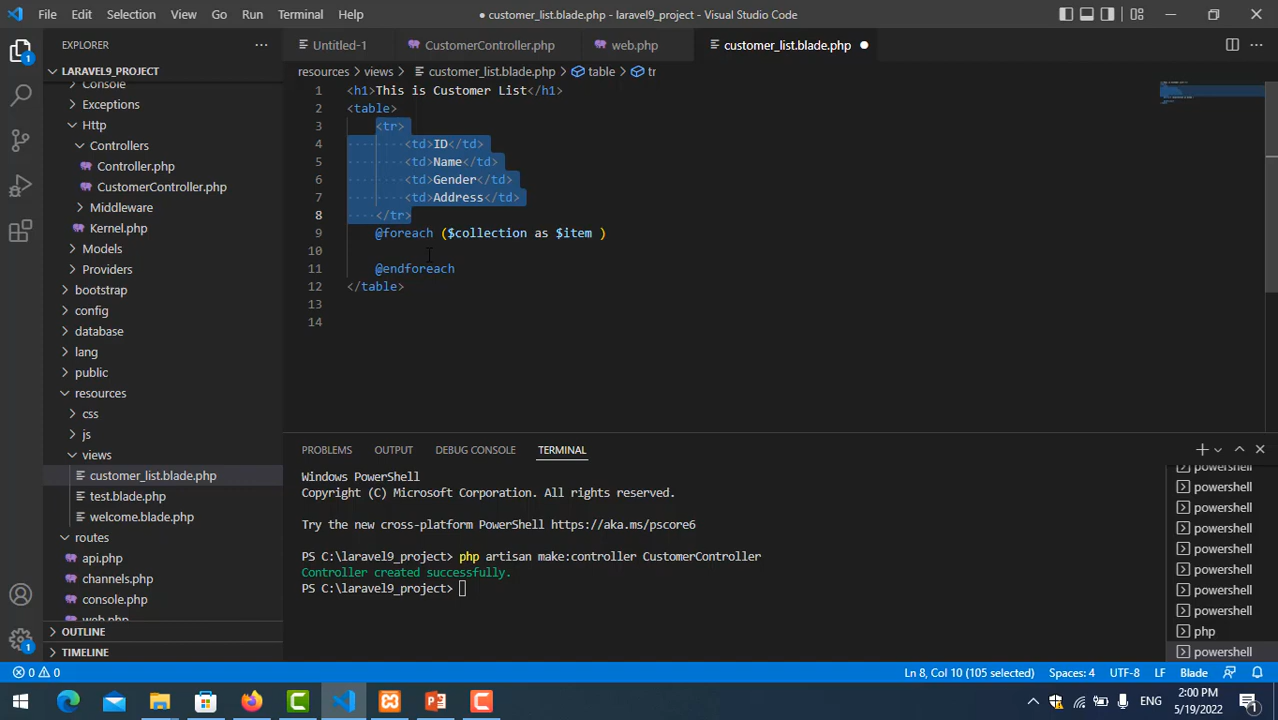 File Edit Selection View Go Run Terminal Help
● customer_list.blade.php - laravel9_project - Visual Studio Code
EXPLORER
LARAVEL9_PROJECT
Console
Exceptions
Http
Controllers
Controller.php
CustomerController.php
Middleware
Kernel.php
Models
Providers
bootstrap
config
database
lang
public
resources
css
js
views
customer_list.blade.php
test.blade.php
welcome.blade.php
routes
api.php
channels.php
console.php
web.php
OUTLINE
TIMELINE
Untitled-1 CustomerController.php web.php customer_list.blade.php
resources > views > customer_list.blade.php > table > tr
1 <h1>This is Customer List</h1>
2 <table>
3 <tr>
4 <td>ID</td>
5 <td>Name</td>
6 <td>Gender</td>
7 <td>Address</td>
8 </tr>
9 @foreach ($collection as $item )
10
11 @endforeach
12 </table>
13
14
PROBLEMS OUTPUT DEBUG CONSOLE TERMINAL
Windows PowerShell
Copyright (C) Microsoft Corporation. All rights reserved.
Try the new cross-platform PowerShell https://aka.ms/pscore6
PS C:\laravel9_project> php artisan make:controller CustomerController
Controller created successfully.
PS C:\laravel9_project>
powershell
powershell
powershell
powershell
powershell
powershell
powershell
powershell
php
powershell
0 0
Ln 8, Col 10 (105 selected) Spaces: 4 UTF-8 LF Blade
1
1
ENG
2:00 PM
5/19/2022
1